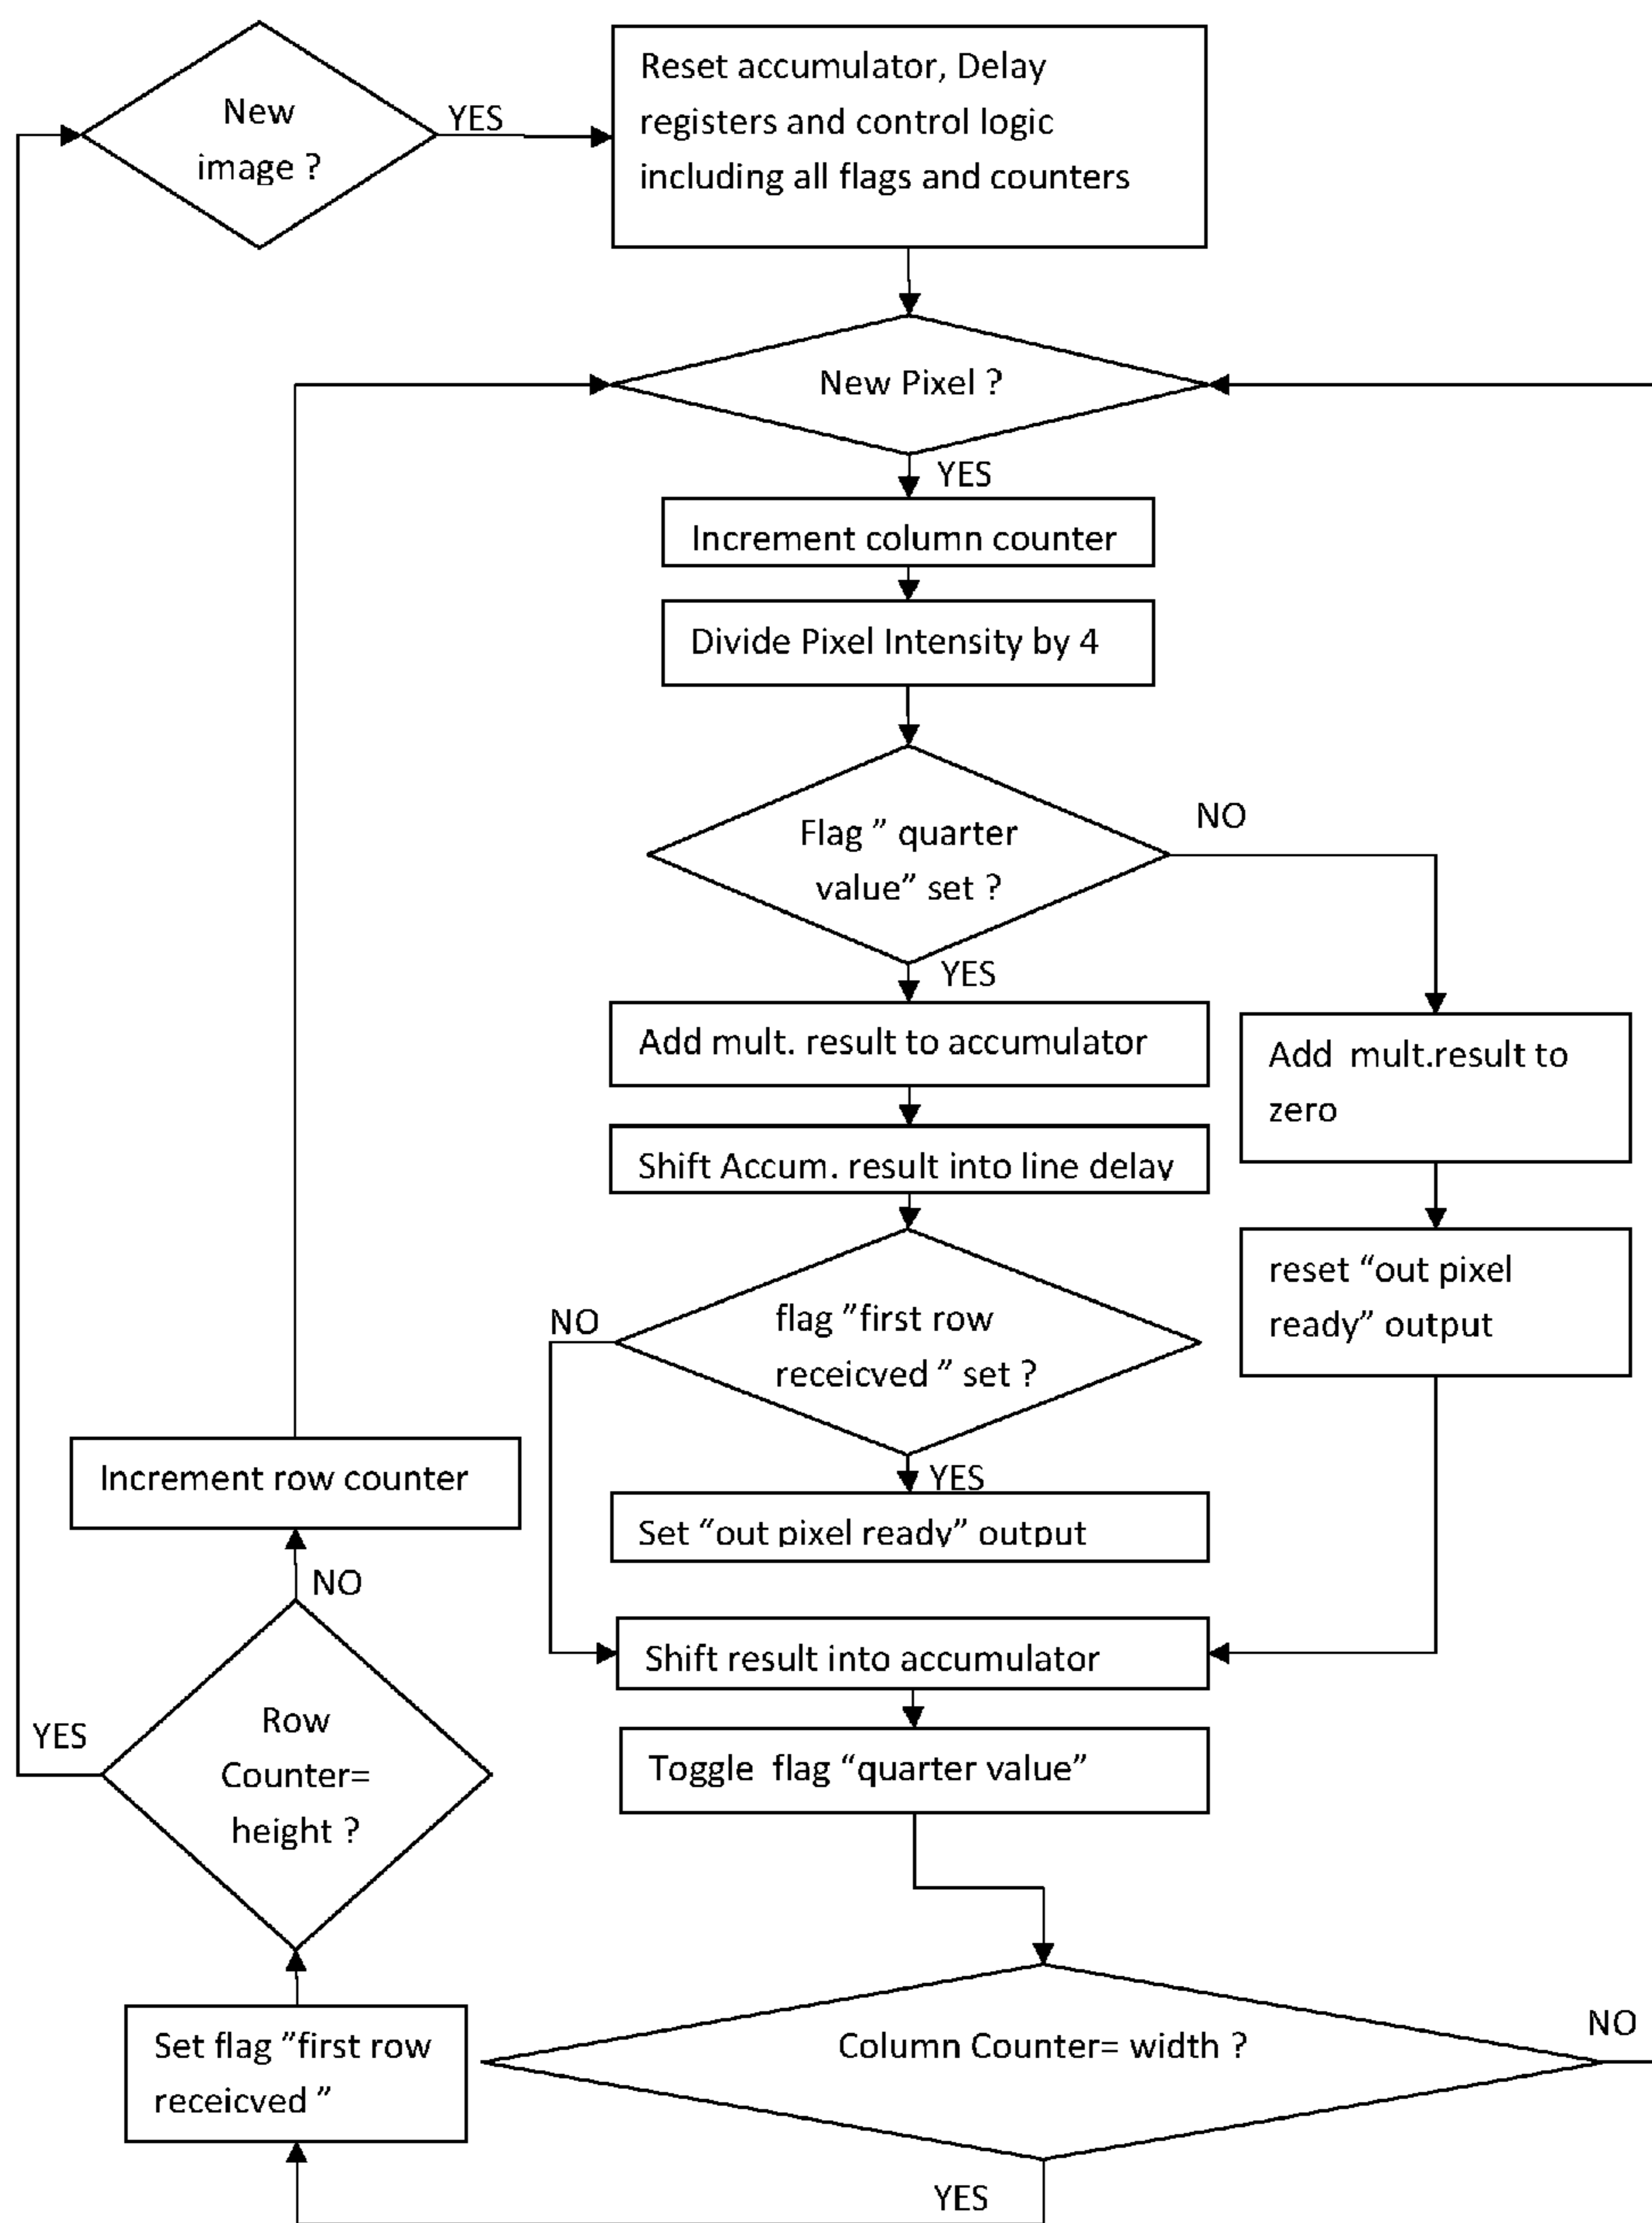 New
image ?
YES
Reset accumulator, Delay
registers and control logic
including all flags and counters
New Pixel ?
YES
Increment column counter
Divide Pixel Intensity by 4
Flag ” quarter
value” set ?
NO
YES
Add mult. result to accumulator
Add mult.result to
zero
Shift Accum. result into line delay
reset “out pixel
ready” output
flag ”first row
receicved ” set ?
NO
YES
Set “out pixel ready” output
Increment row counter
NO
Shift result into accumulator
Row
Counter=
height ?
YES
Toggle flag “quarter value”
Column Counter= width ?
NO
Set flag ”first row
receicved ”
YES